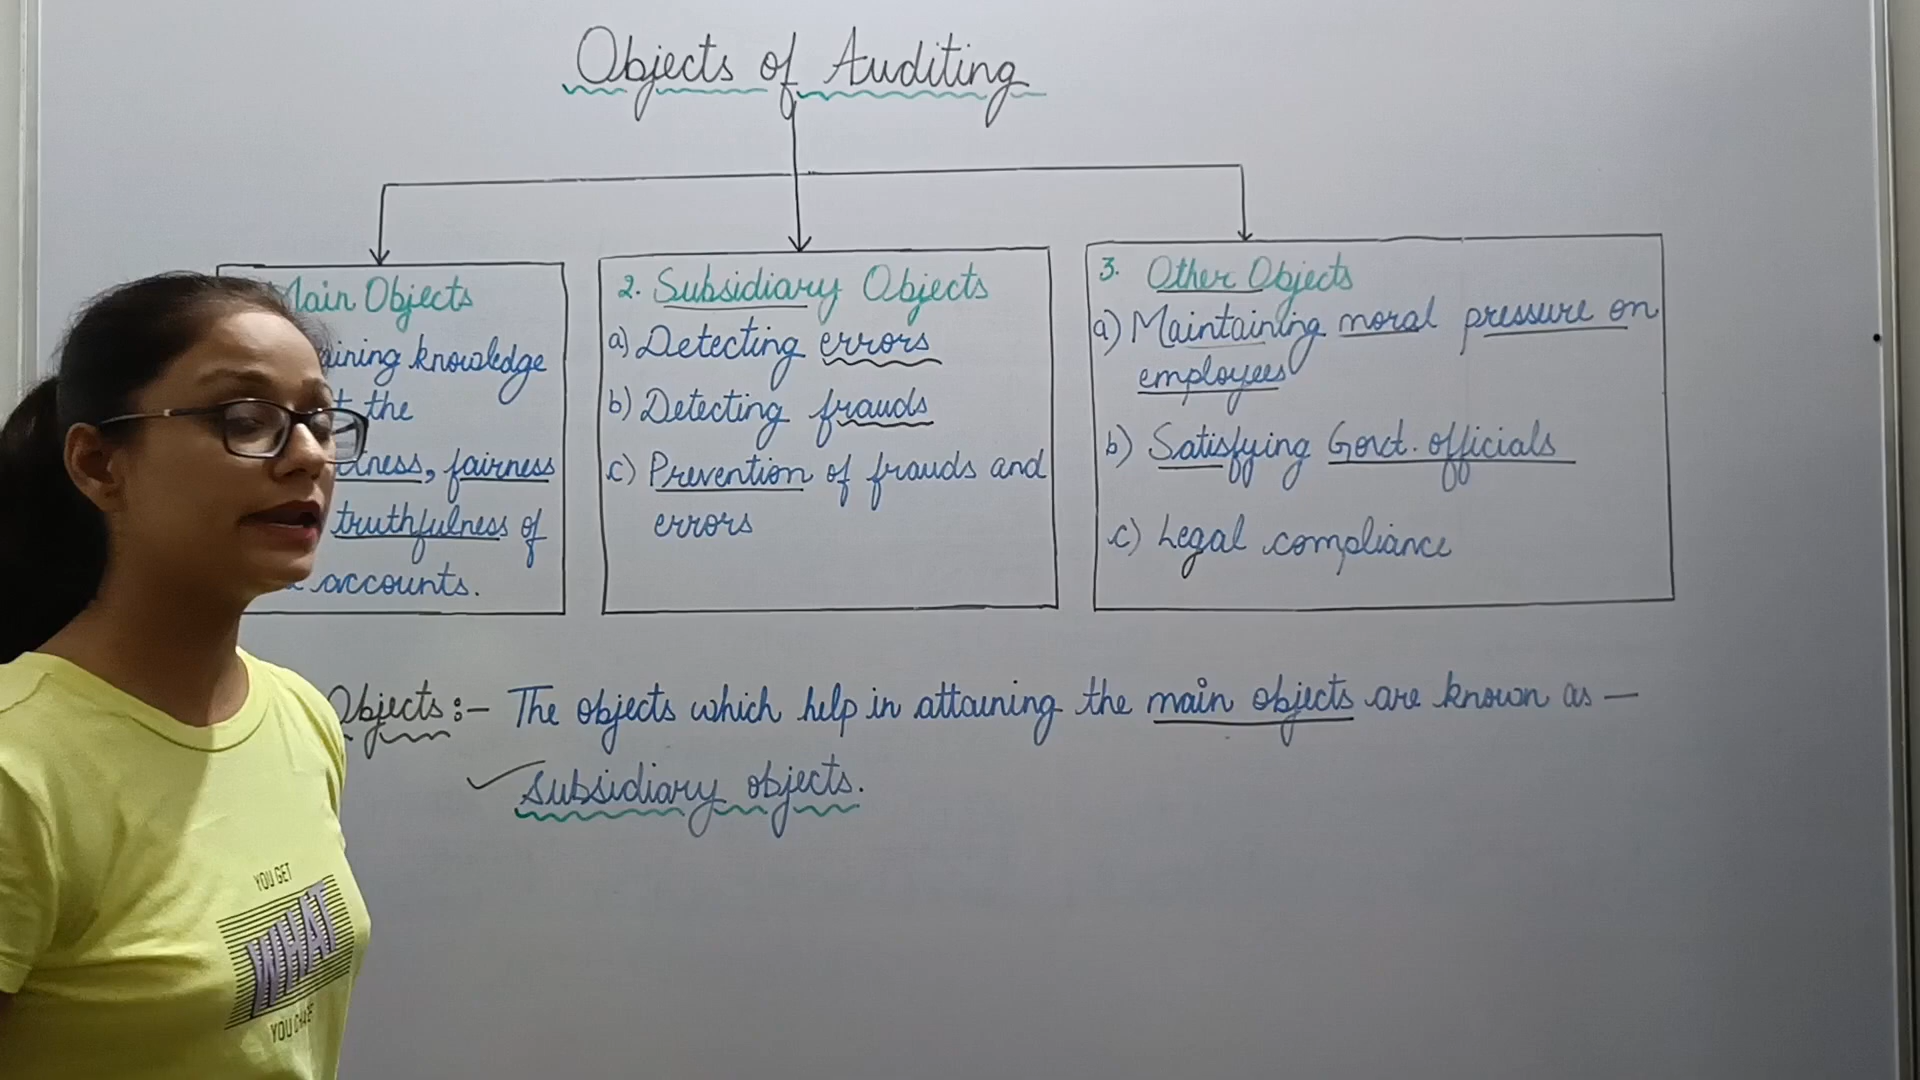 Objects of Auditing
Main Objects
knowledge
the
fairness
truthfulness of
accounts.
2. Subsidiary Objects
a) Detecting errors
b) Detecting frauds
c) Prevention of frauds and
errors
3. Other Objects
a) Maintaining moral pressure on
employees
b) Satisfying Govt. officials
c) Legal compliance
Objects :- The objects which help in attaining the main objects are known as —
subsidiary objects.
YOU GET
WHAT
YOU